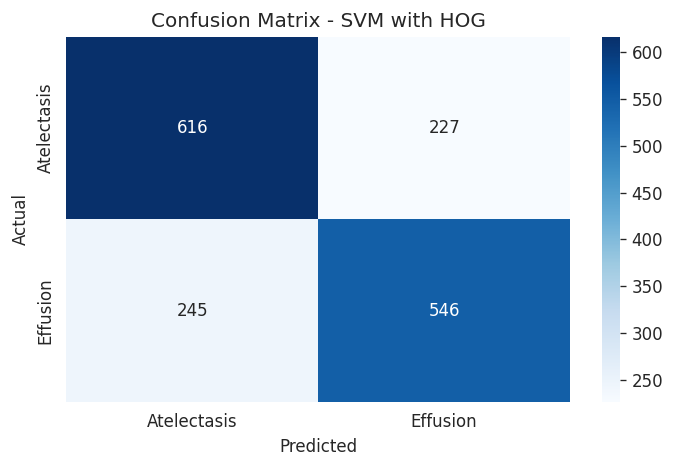 Confusion Matrix - SVM with HOG
Actual
Atelectasis
616
227
Effusion
245
546
Atelectasis
Effusion
Predicted
600
550
500
450
400
350
300
250